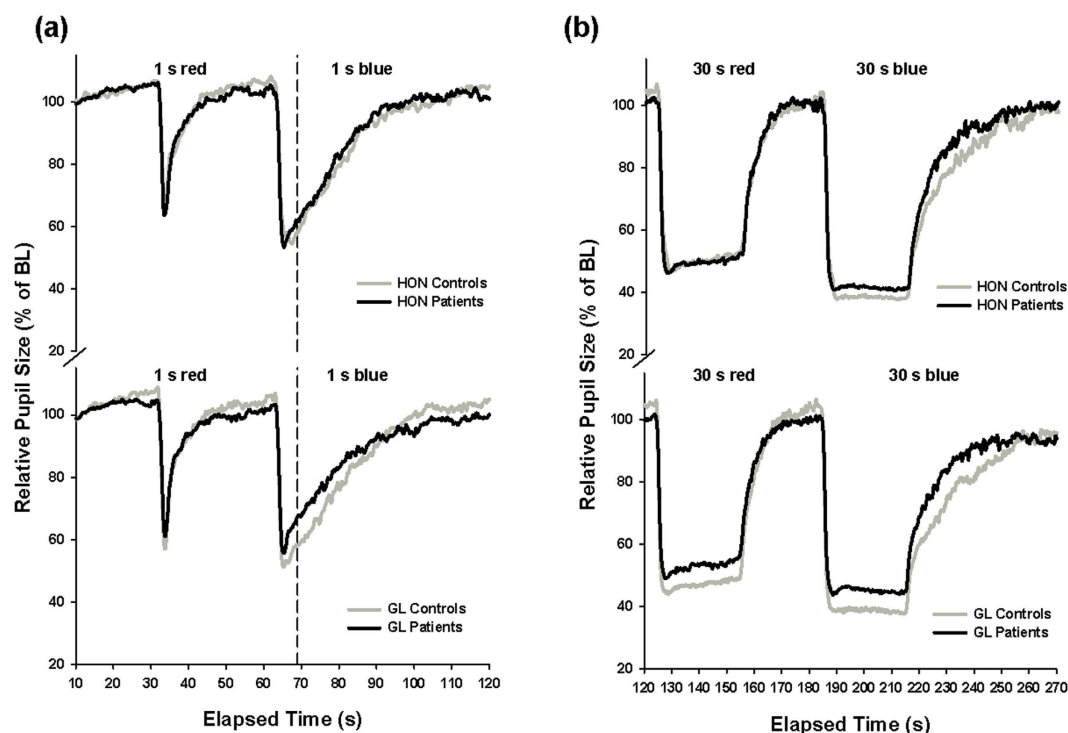 (a)
1 s red
1 s blue
100
80
60
40
20
HON Controls
HON Patients
1 s red
1 s blue
100
80
60
40
20
GL Controls
GL Patients
Relative Pupil Size (% of BL)
10 20 30 40 50 60 70 80 90 100 110 120
Elapsed Time (s)
(b)
30 s red
30 s blue
100
80
60
40
20
HON Controls
HON Patients
30 s red
30 s blue
100
80
60
40
20
GL Controls
GL Patients
Relative Pupil Size (% of BL)
120 130 140 150 160 170 180 190 200 210 220 230 240 250 260 270
Elapsed Time (s)